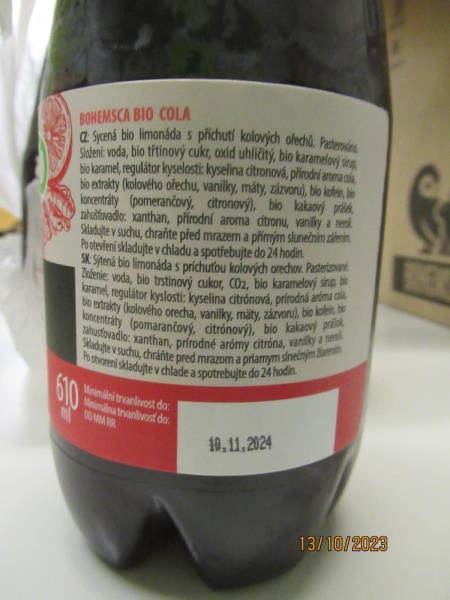 BOHEMSCA BIO COLA
CZ: Sycená bio limonáda s příchutí kolových ořechů. Pasterováno.
Složení: voda, bio třtinový cukr, oxid uhličitý, bio karamelový sirup,
bio karamel, regulátor kyselosti: kyselina citronová, přírodní aroma cola,
bio extrakty (kolového ořechu, vanilky, máty, zázvoru), bio kofein, bio
koncentráty (pomerančový, citronový), bio kakaový prášek,
zahušťovadlo: xanthan, přírodní aroma citronu, vanilky a neroli.
Skladujte v suchu, chraňte před mrazem a přímým slunečním zářením.
Po otevření skladujte v chladu a spotřebujte do 24 hodin.
SK: Sýtená bio limonáda s príchuťou kolových orechov. Pasterizované.
Zloženie: voda, bio trstinový cukor, CO₂, bio karamelový sirup, bio
karamel, regulátor kyslosti: kyselina citrónová, prírodná aróma cola,
bio extrakty (kolového orecha, vanilky, mäty, zázvoru), bio kofeín, bio
koncentráty (pomarančový, citrónový), bio kakaový prášok,
zahusťovadlo: xanthan, prírodné arómy citróna, vanilky a neroli.
Skladujte v suchu, chráňte pred mrazom a priamym slnečným žiarením.
Po otvorení skladujte v chlade a spotrebujte do 24 hodín.
610 ml
Minimální trvanlivost do:
Minimálna trvanlivosť do:
DD MM RR
10.11.2024
13/10/2023